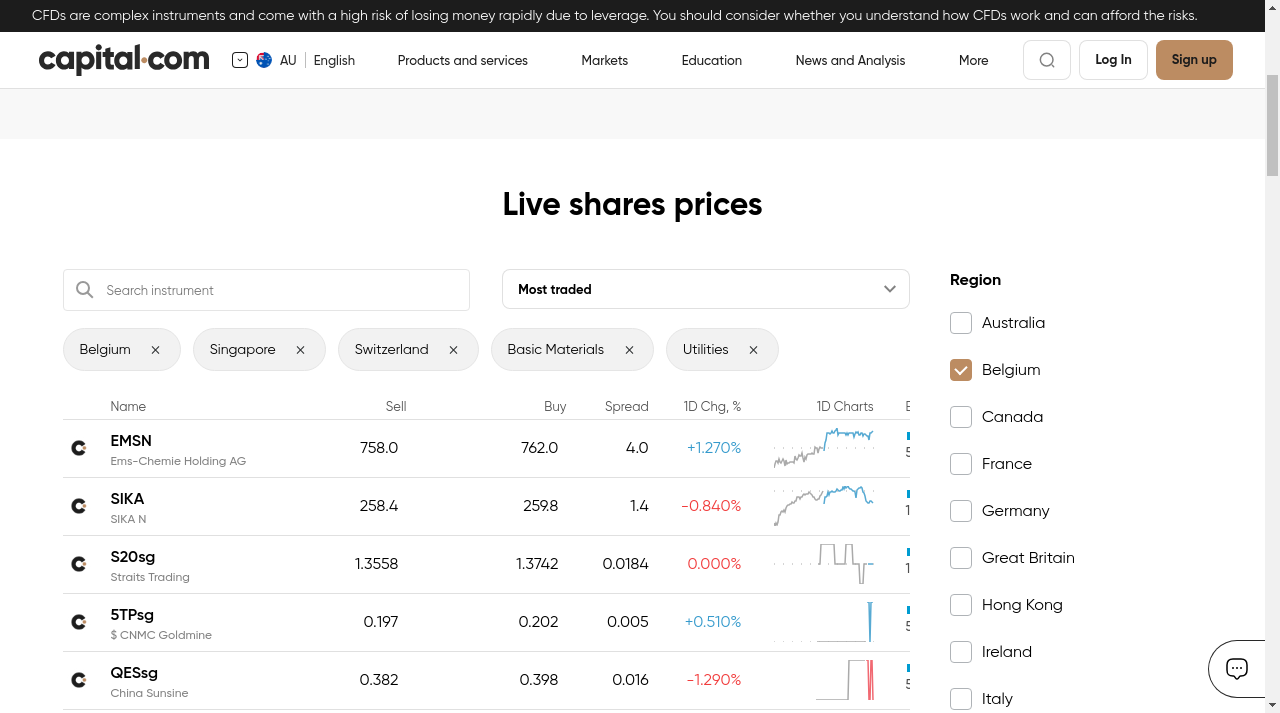 CFDs are complex instruments and come with a high risk of losing money rapidly due to leverage. You should consider whether you understand how CFDs work and can afford the risks.
capital.com AU English Products and services Markets Education News and Analysis More Log In Sign up
Live shares prices
Search instrument
Most traded
Belgium × Singapore × Switzerland × Basic Materials × Utilities ×
Name Sell Buy Spread 1D Chg, % 1D Charts
EMSN 758.0 762.0 4.0 +1.270%
Ems-Chemie Holding AG
SIKA 258.4 259.8 1.4 -0.840%
SIKA N
S20sg 1.3558 1.3742 0.0184 0.000%
Straits Trading
5TPsg 0.197 0.202 0.005 +0.510%
$ CNMC Goldmine
QESsg 0.382 0.398 0.016 -1.290%
China Sunsine
Region
Australia
Belgium
Canada
France
Germany
Great Britain
Hong Kong
Ireland
Italy